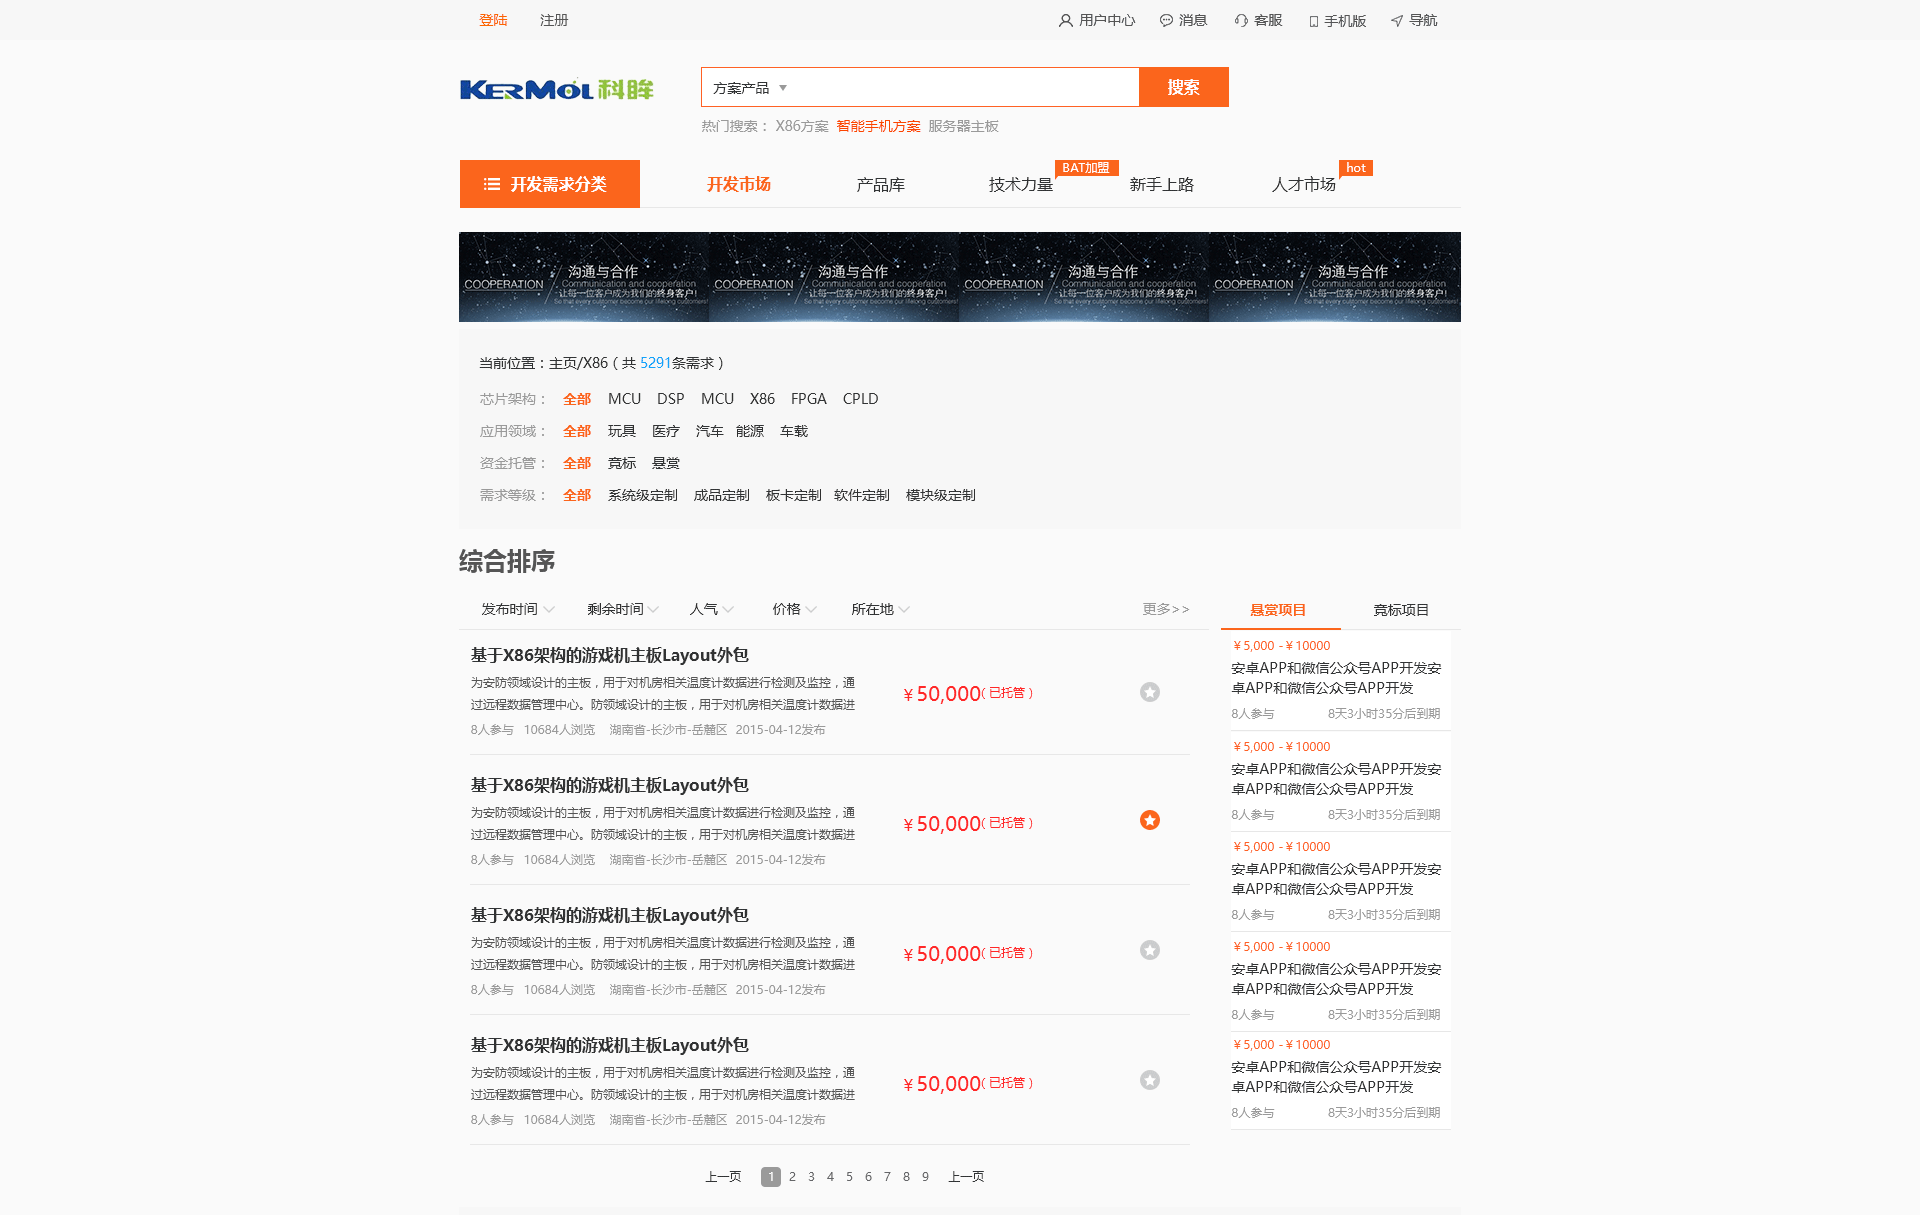 登陆 注册 用户中心 消息 客服 手机版 导航
KERMOL科眸
方案产品 搜索
热门搜索： X86方案 智能手机方案 服务器主板
BAT加盟 hot
开发需求分类 开发市场 产品库 技术力量 新手上路 人才市场
沟通与合作 沟通与合作 沟通与合作 沟通与合作
COOPERATION Communication and cooperation COOPERATION Communication and cooperation COOPERATION Communication and cooperation COOPERATION Communication and cooperation
让每一位客户成为我们的终身客户! 让每一位客户成为我们的终身客户! 让每一位客户成为我们的终身客户! 让每一位客户成为我们的终身客户!
So that every customer become our lifelong customers! So that every customer become our lifelong customers! So that every customer become our lifelong customers! So that every customer become our lifelong customers!
当前位置：主页/X86（共 5291条需求）
芯片架构： 全部 MCU DSP MCU X86 FPGA CPLD
应用领域： 全部 玩具 医疗 汽车 能源 车载
资金托管： 全部 竟标 悬赏
需求等级： 全部 系统级定制 成品定制 板卡定制 软件定制 模块级定制
综合排序
发布时间 剩余时间 人气 价格 所在地 更多>>
基于X86架构的游戏机主板Layout外包
为安防领域设计的主板，用于对机房相关温度计数据进行检测及监控，通
过远程数据管理中心。防领域设计的主板，用于对机房相关温度计数据进
￥50,000（已托管）
8人参与 10684人浏览 湖南省-长沙市-岳麓区 2015-04-12发布
基于X86架构的游戏机主板Layout外包
为安防领域设计的主板，用于对机房相关温度计数据进行检测及监控，通
过远程数据管理中心。防领域设计的主板，用于对机房相关温度计数据进
￥50,000（已托管）
8人参与 10684人浏览 湖南省-长沙市-岳麓区 2015-04-12发布
基于X86架构的游戏机主板Layout外包
为安防领域设计的主板，用于对机房相关温度计数据进行检测及监控，通
过远程数据管理中心。防领域设计的主板，用于对机房相关温度计数据进
￥50,000（已托管）
8人参与 10684人浏览 湖南省-长沙市-岳麓区 2015-04-12发布
基于X86架构的游戏机主板Layout外包
为安防领域设计的主板，用于对机房相关温度计数据进行检测及监控，通
过远程数据管理中心。防领域设计的主板，用于对机房相关温度计数据进
￥50,000（已托管）
8人参与 10684人浏览 湖南省-长沙市-岳麓区 2015-04-12发布
上一页 1 2 3 4 5 6 7 8 9 上一页
悬赏项目 竟标项目
￥5,000 -￥10000
安卓APP和微信公众号APP开发安
卓APP和微信公众号APP开发
8人参与 8天3小时35分后到期
￥5,000 -￥10000
安卓APP和微信公众号APP开发安
卓APP和微信公众号APP开发
8人参与 8天3小时35分后到期
￥5,000 -￥10000
安卓APP和微信公众号APP开发安
卓APP和微信公众号APP开发
8人参与 8天3小时35分后到期
￥5,000 -￥10000
安卓APP和微信公众号APP开发安
卓APP和微信公众号APP开发
8人参与 8天3小时35分后到期
￥5,000 -￥10000
安卓APP和微信公众号APP开发安
卓APP和微信公众号APP开发
8人参与 8天3小时35分后到期